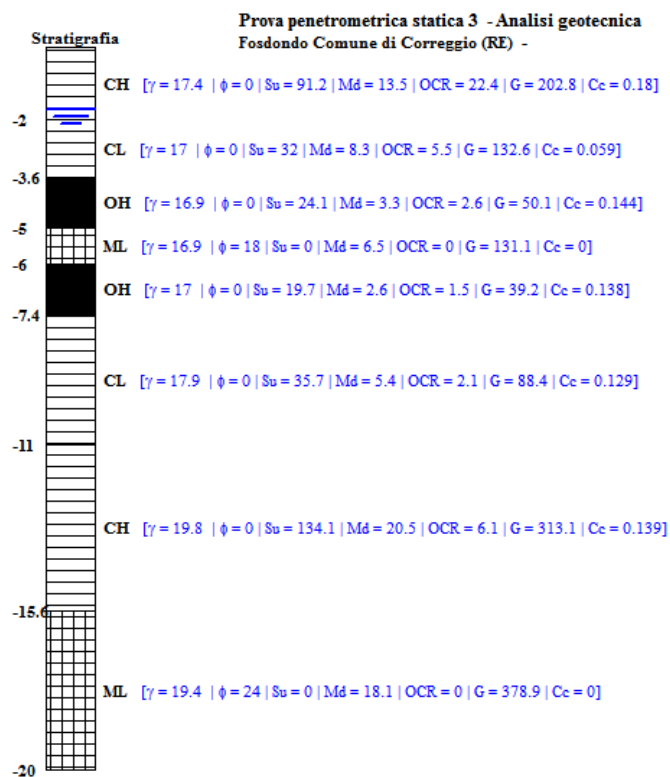 Prova penetrometrica statica 3 - Analisi geotecnica
Stratigrafia
Fosdondo Comune di Correggio (RE) -
CH [γ = 17.4 | ϕ = 0 | Su = 91.2 | Md = 13.5 | OCR = 22.4 | G = 202.8 | Cc = 0.18]
-2
CL [γ = 17 | ϕ = 0 | Su = 32 | Md = 8.3 | OCR = 5.5 | G = 132.6 | Cc = 0.059]
-3.6
OH [γ = 16.9 | ϕ = 0 | Su = 24.1 | Md = 3.3 | OCR = 2.6 | G = 50.1 | Cc = 0.144]
-5
ML [γ = 16.9 | ϕ = 18 | Su = 0 | Md = 6.5 | OCR = 0 | G = 131.1 | Cc = 0]
-6
OH [γ = 17 | ϕ = 0 | Su = 19.7 | Md = 2.6 | OCR = 1.5 | G = 39.2 | Cc = 0.138]
-7.4
CL [γ = 17.9 | ϕ = 0 | Su = 35.7 | Md = 5.4 | OCR = 2.1 | G = 88.4 | Cc = 0.129]
-11
CH [γ = 19.8 | ϕ = 0 | Su = 134.1 | Md = 20.5 | OCR = 6.1 | G = 313.1 | Cc = 0.139]
-15.6
ML [γ = 19.4 | ϕ = 24 | Su = 0 | Md = 18.1 | OCR = 0 | G = 378.9 | Cc = 0]
-20